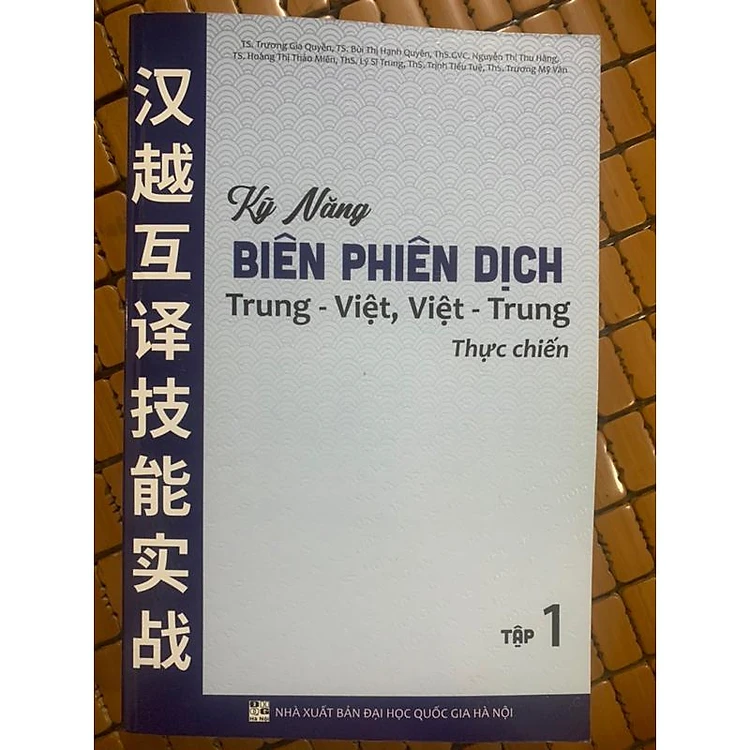 TS. Trương Gia Quyền, TS. Bùi Thị Hạnh Quyên, ThS.GVC. Nguyễn Thị Thu Hằng,
TS. Hoàng Thị Thảo Miên, ThS. Lý Sĩ Trung, ThS. Trịnh Tiểu Tuệ, ThS. Trương Mỹ Vân
汉越互译技能实战
Kỹ Năng
BIÊN PHIÊN DỊCH
Trung - Việt, Việt - Trung
Thực chiến
TẬP 1
Hà Nội
NHÀ XUẤT BẢN ĐẠI HỌC QUỐC GIA HÀ NỘI